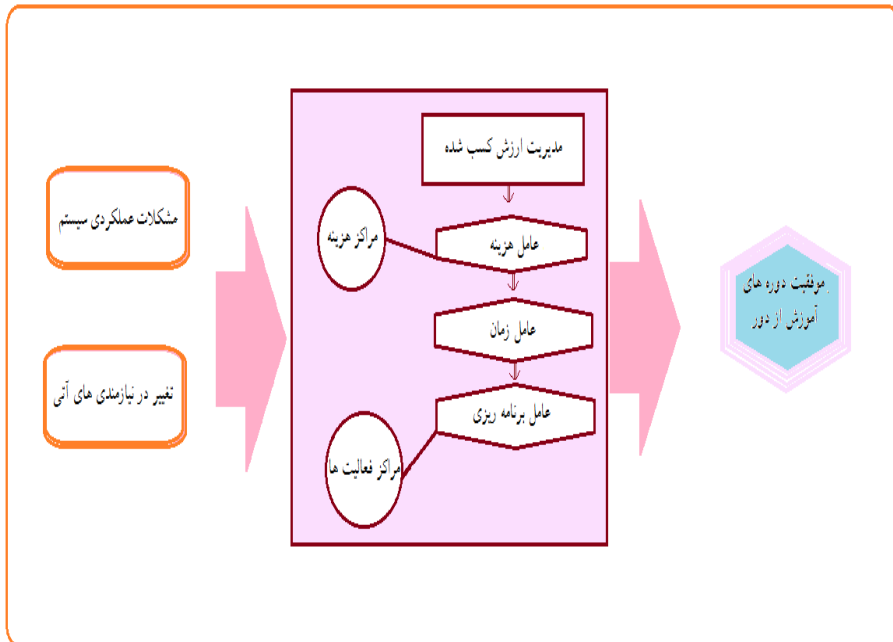 مشکلات عملکردی سیستم
تغییر در نیازمندی های آتی
مدیریت ارزش کسب شده
مراکز هزینه
عامل هزینه
عامل زمان
عامل برنامه ریزی
مراکز فعالیت ها
موفقیت دوره های
آموزش از دور